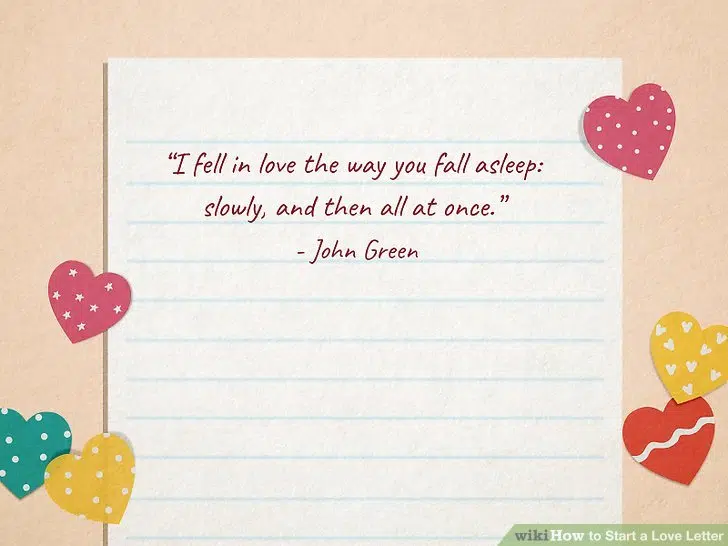 “I fell in love the way you fall asleep:
slowly, and then all at once.”
- John Green
wikiHow to Start a Love Letter